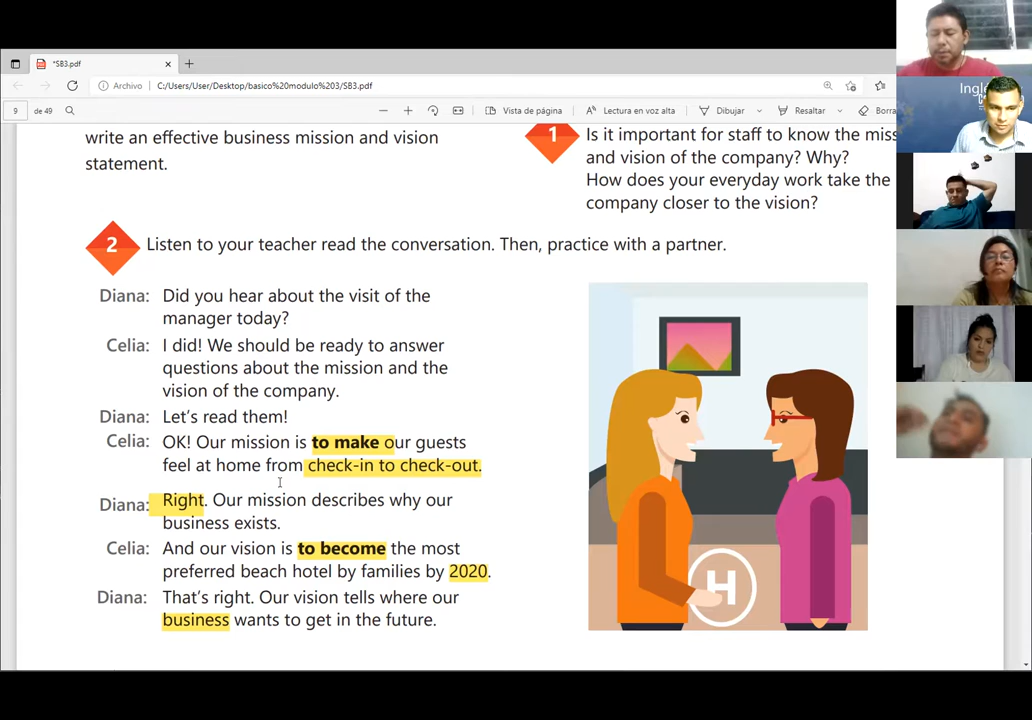 *SB3.pdf
Archivo C:/Users/User/Desktop/basico%20modulo%203/SB3.pdf
9 de 49 Vista de página Lectura en voz alta Dibujar Resaltar Borra
write an effective business mission and vision
statement.
1 Is it important for staff to know the miss
and vision of the company? Why?
How does your everyday work take the
company closer to the vision?
2 Listen to your teacher read the conversation. Then, practice with a partner.
Diana: Did you hear about the visit of the
manager today?
Celia: I did! We should be ready to answer
questions about the mission and the
vision of the company.
Diana: Let's read them!
Celia: OK! Our mission is to make our guests
feel at home from check-in to check-out.
Diana: Right. Our mission describes why our
business exists.
Celia: And our vision is to become the most
preferred beach hotel by families by 2020.
Diana: That's right. Our vision tells where our
business wants to get in the future.
H